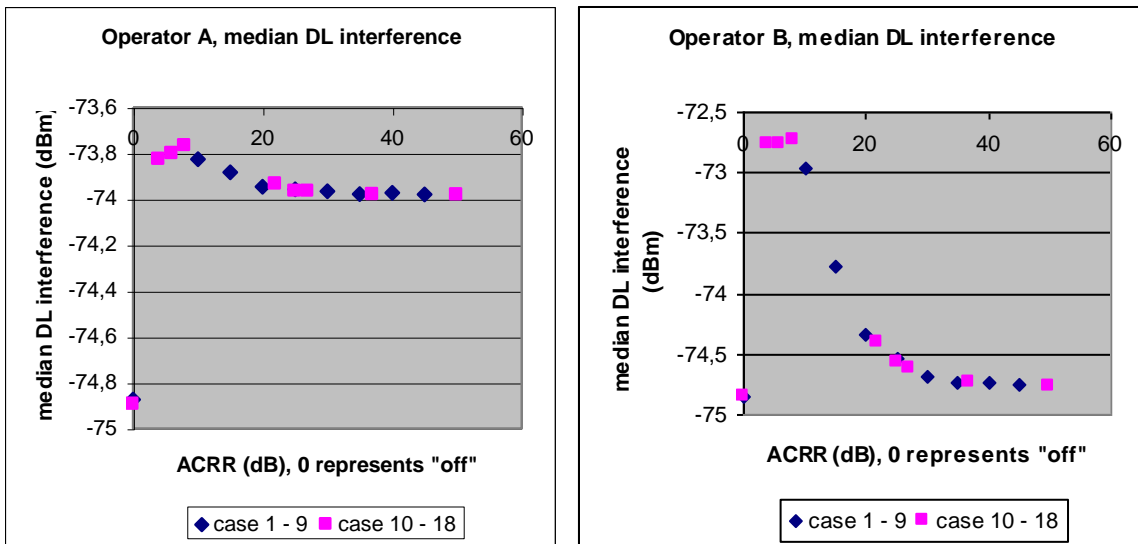 Operator A, median DL interference
median DL interference (dBm)
-73,6
-73,8
-74
-74,2
-74,4
-74,6
-74,8
-75
0
20
40
60
ACRR (dB), 0 represents "off"
case 1 - 9
case 10 - 18
Operator B, median DL interference
median DL interference
(dBm)
-72,5
-73
-73,5
-74
-74,5
-75
0
20
40
60
ACRR (dB), 0 represents "off"
case 1 - 9
case 10 - 18